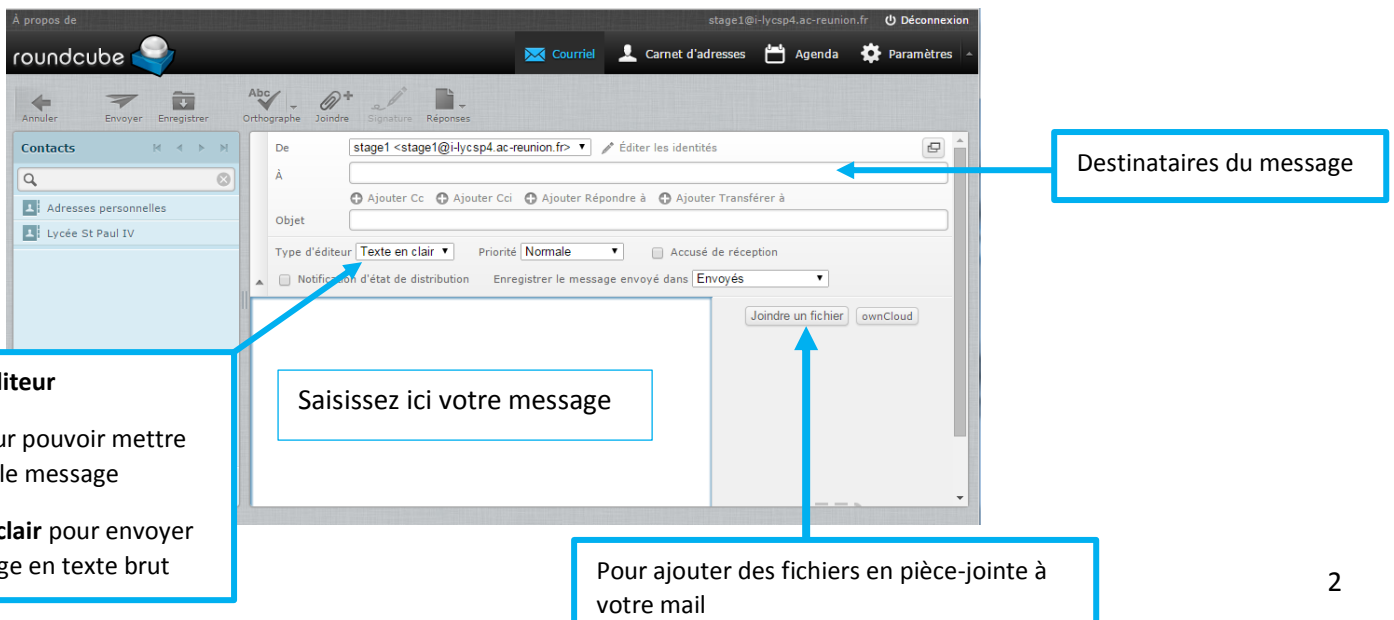 À propos de stage1@i-lycsp4.ac-reunion.fr Déconnexion
roundcube Courriel Carnet d'adresses Agenda Paramètres
Abc
Annuler Envoyer Enregistrer Orthographe Joindre Signature Réponses
Contacts
De stage1 <stage1@i-lycsp4.ac-reunion.fr> Éditer les identités
À
Ajouter Cc Ajouter Cci Ajouter Répondre à Ajouter Transférer à
Adresses personnelles
Objet
Lycée St Paul IV
Type d'éditeur Texte en clair Priorité Normale Accusé de réception
Notification d'état de distribution Enregistrer le message envoyé dans Envoyés
Joindre un fichier ownCloud
Destinataires du message
Saisissez ici votre message
diteur
ur pouvoir mettre
le message
clair pour envoyer
ge en texte brut
Pour ajouter des fichiers en pièce-jointe à
votre mail
2